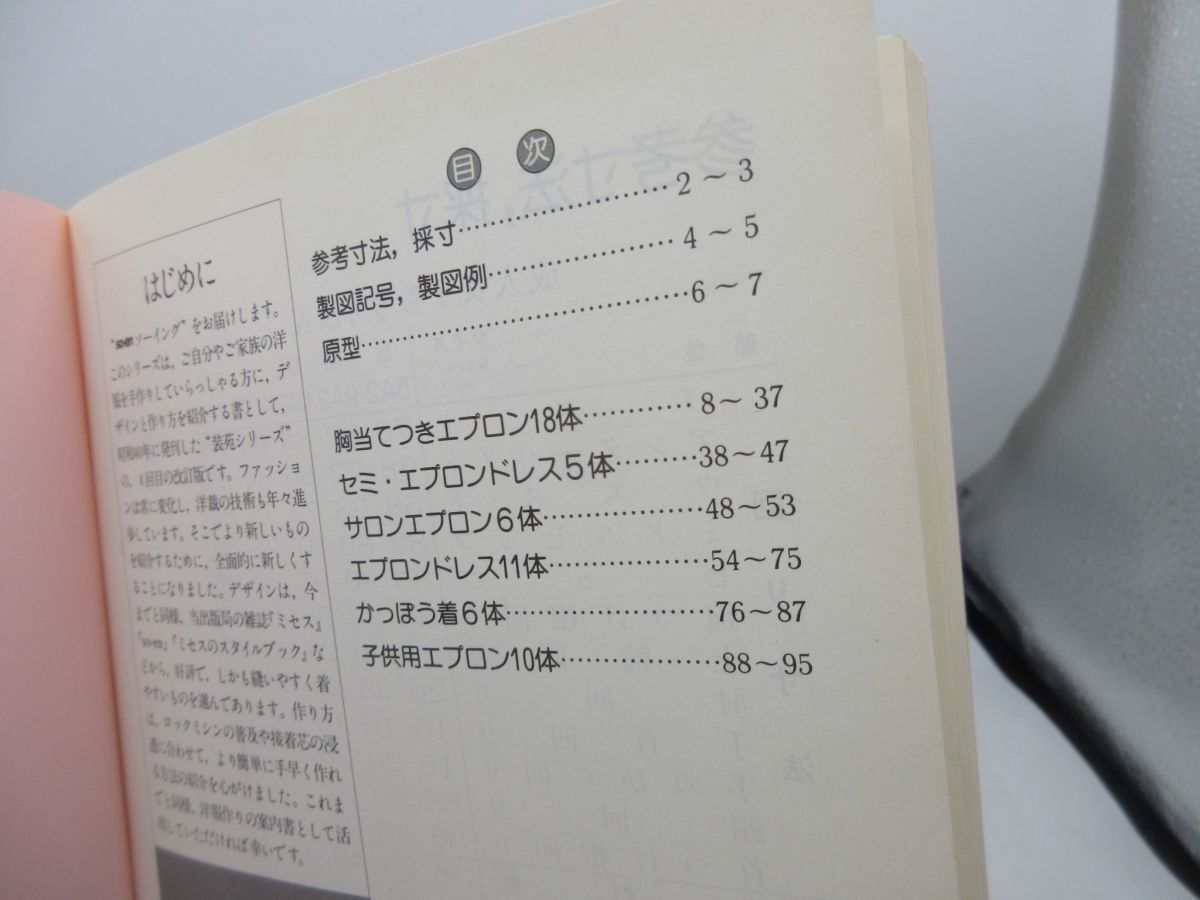 目次
参考寸法，採寸…………………… 2～3
製図記号，製図例………………… 4～5
原型……………………………… 6～7
胸当てつきエプロン18体………… 8～37
セミ・エプロンドレス5体………38～47
サロンエプロン6体………………48～53
エプロンドレス11体………………54～75
かっぽう着6体……………………76～87
子供用エプロン10体………………88～95
はじめに
“so-enソーイング”をお届けします。
このシリーズは，ご自分やご家族の洋
服を手作りしていらっしゃる方に，デ
ザインと作り方を紹介する書として，
昭和40年に発刊した“装苑シリーズ”
の，4回目の改訂版です。ファッショ
ンは常に変化し，洋裁の技術も年々進
歩しています。そこでより新しいもの
を紹介するために，全面的に新しくす
ることになりました。デザインは，今
までと同様，当出版局の雑誌『ミセス』
『so-en』『ミセスのスタイルブック』な
どから，好評で，しかも縫いやすく着
やすいものを選んであります。作り方
は，ロックミシンの普及や接着芯の浸
透に合わせて，より簡単に手早く作れ
る方法の紹介を心がけました。これま
でと同様，洋服作りの案内書として活
用していただければ幸いです。